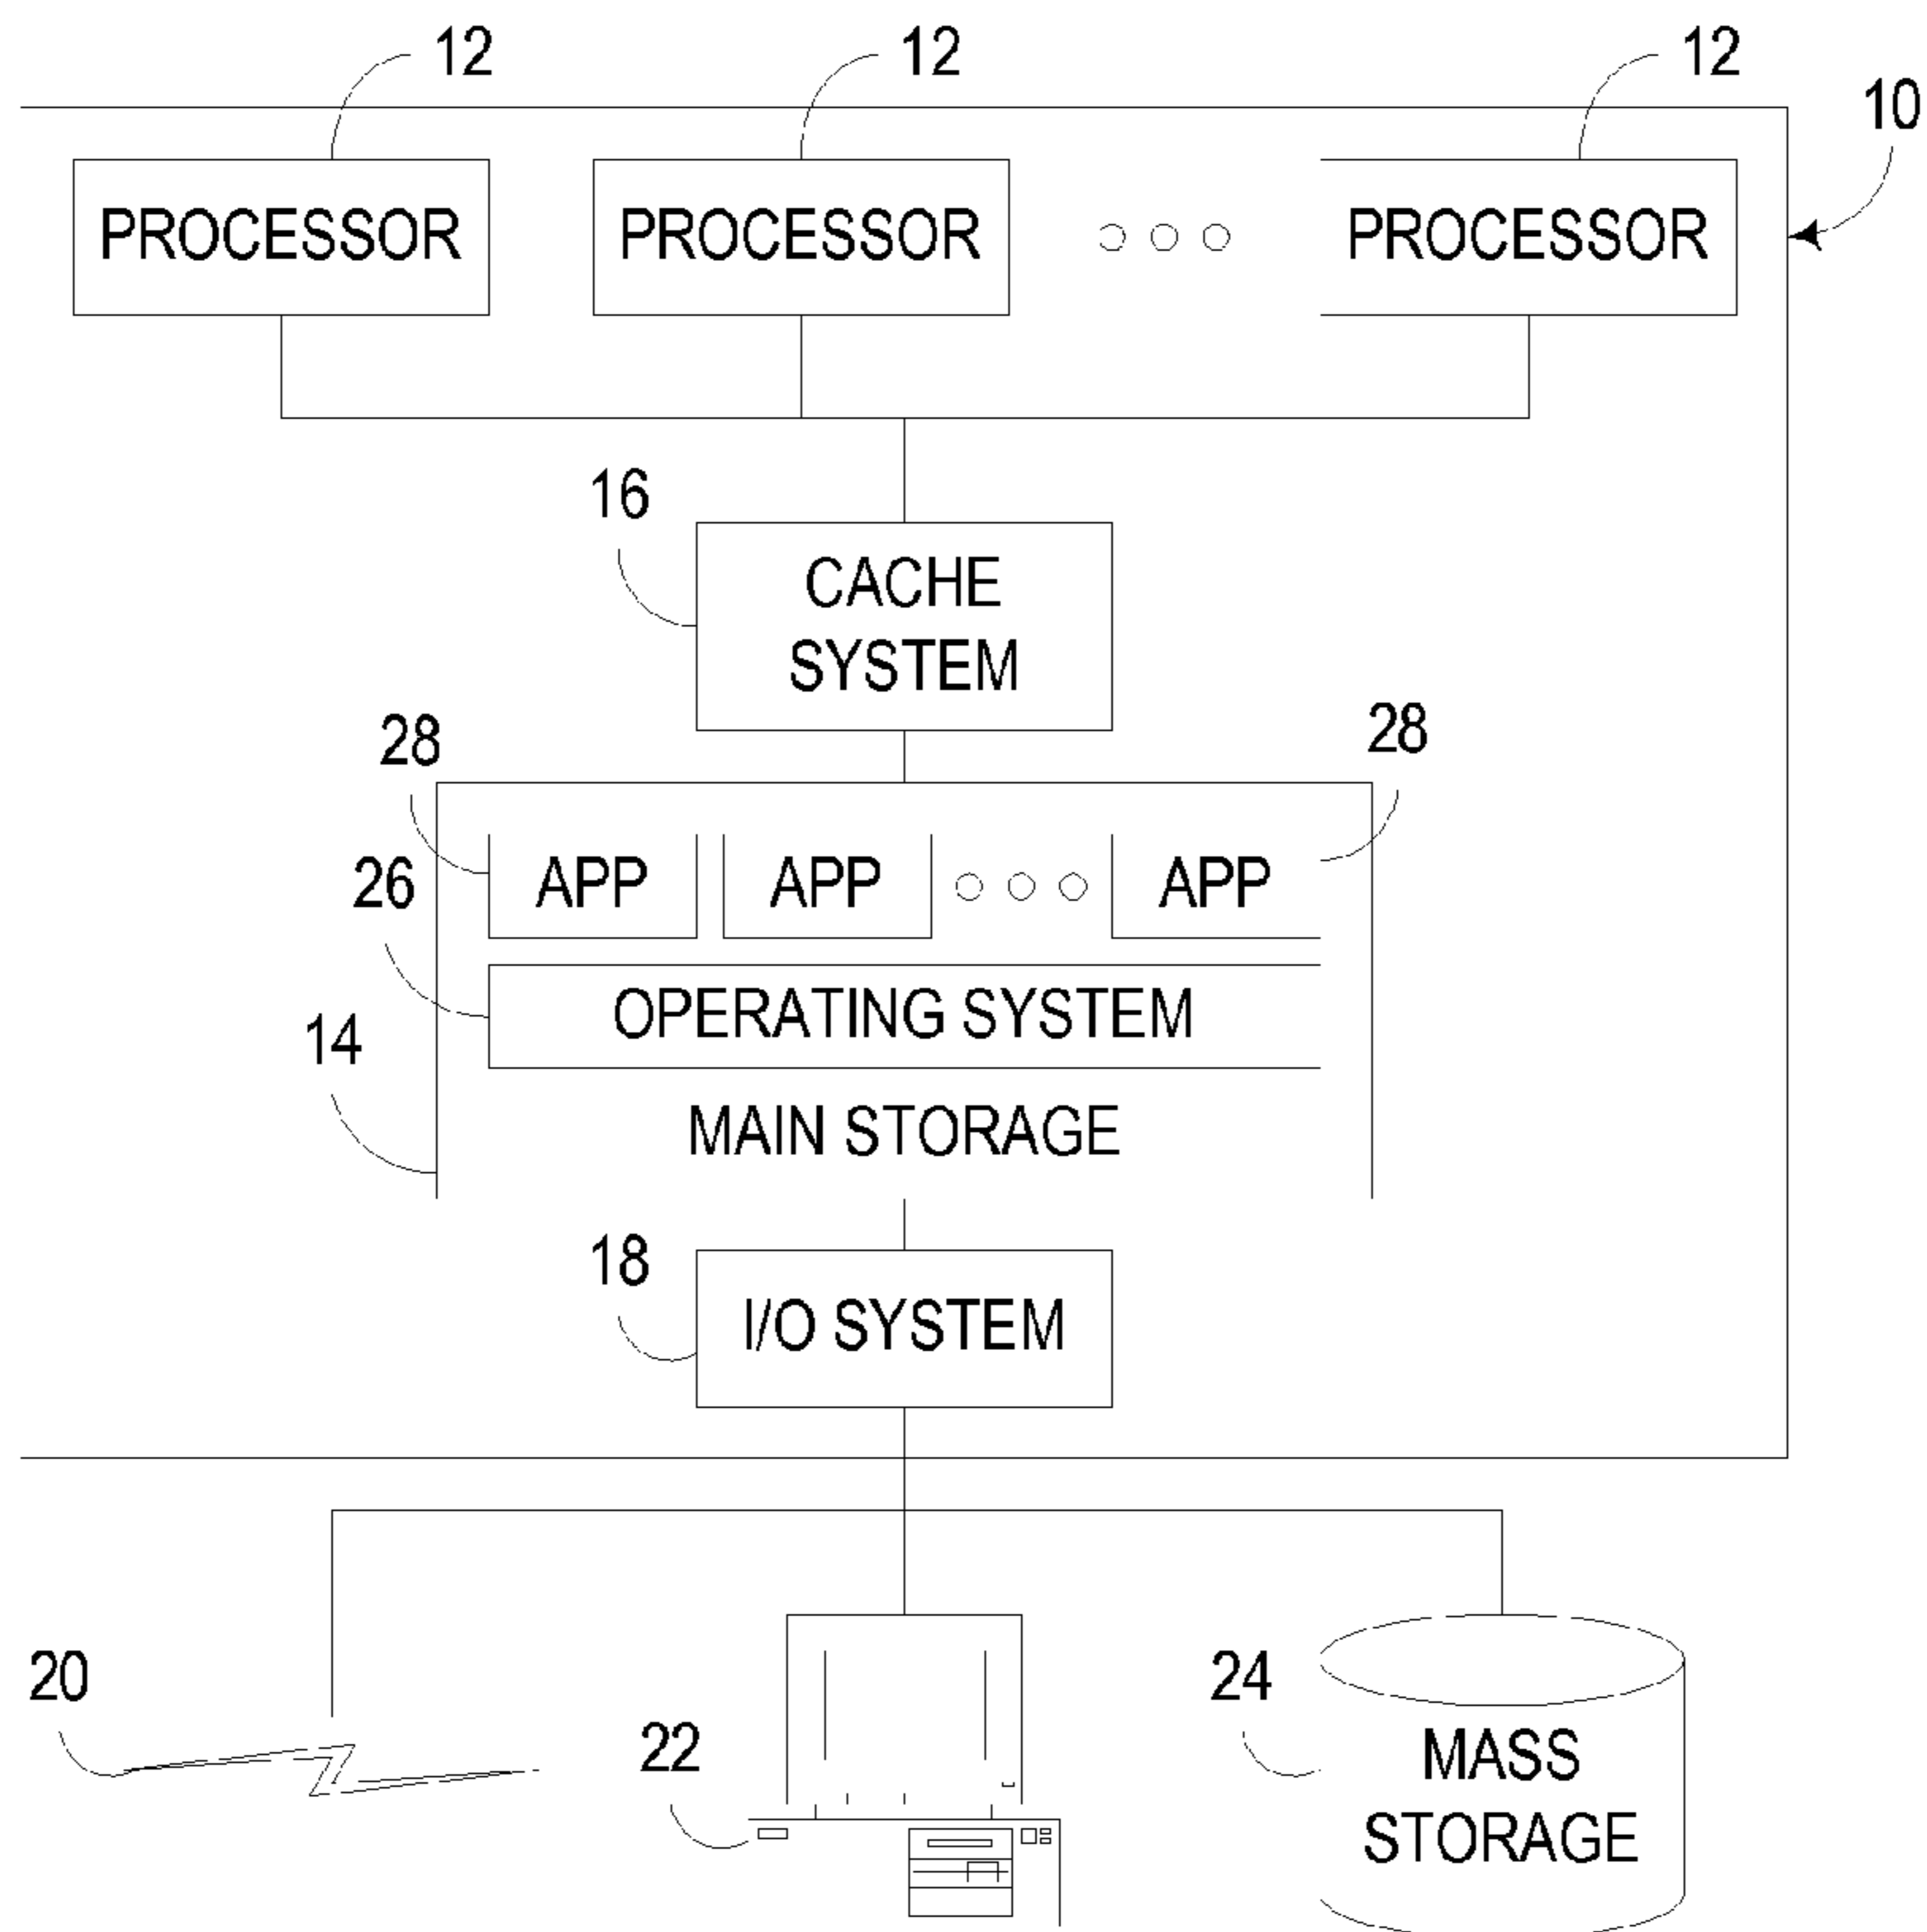 12
12
12
10
PROCESSOR
PROCESSOR
PROCESSOR
16
CACHE
SYSTEM
28
28
APP
APP
APP
26
OPERATING SYSTEM
14
MAIN STORAGE
18
I/O SYSTEM
20
22
24
MASS
STORAGE